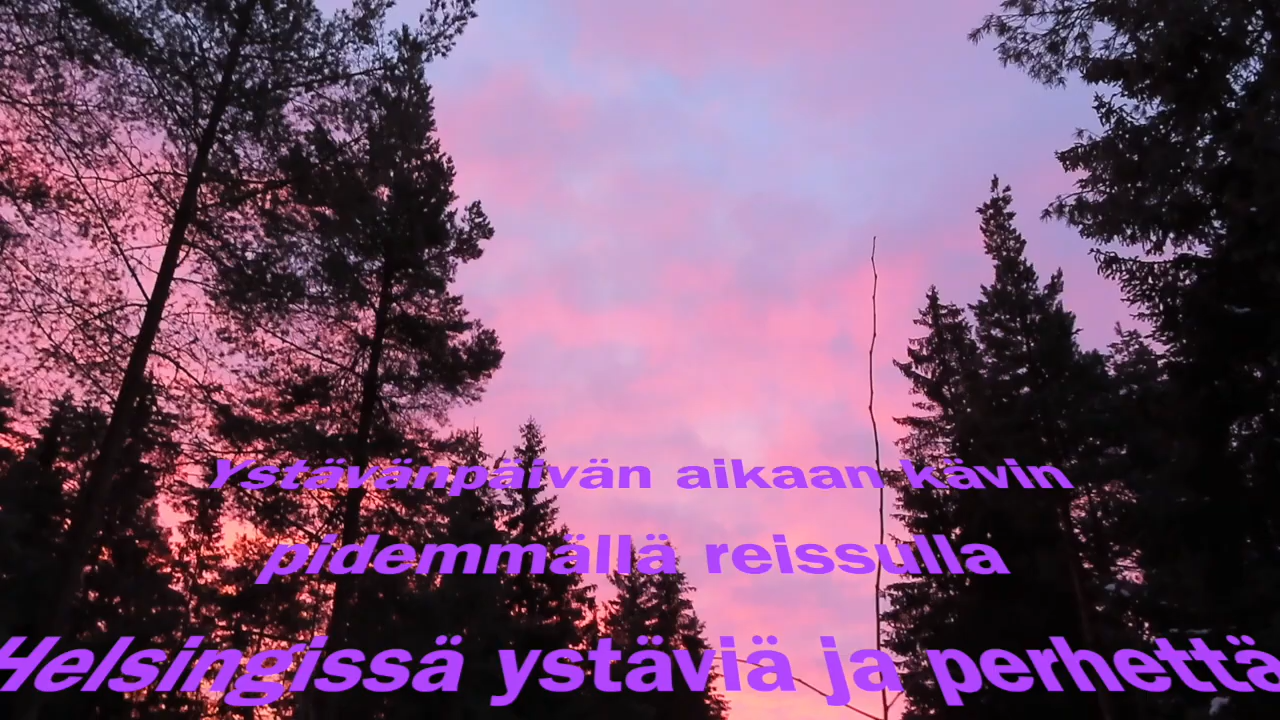 Ystävänpäivän aikaan kävin
pidemmällä reissulla
Helsingissä ystäviä ja perhettä